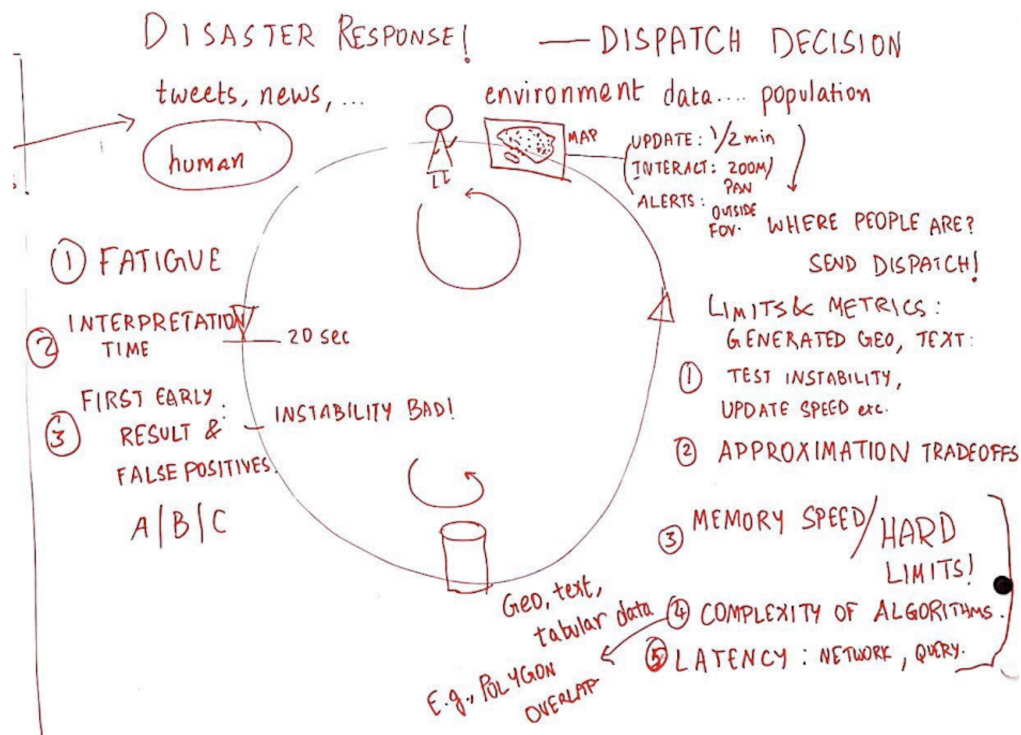 DISASTER RESPONSE! — DISPATCH DECISION
tweets, news, ...
human
environment data.... population
MAP
UPDATE: 1/2 min
INTERACT: ZOOM/
PAN
ALERTS: OUTSIDE
FOV.
WHERE PEOPLE ARE?
SEND DISPATCH!
① FATIGUE
② INTERPRETATION
TIME
20 sec
③ FIRST EARLY :
RESULT &
FALSE POSITIVES.
INSTABILITY BAD!
A|B|C
LIMITS & METRICS:
GENERATED GEO, TEXT:
① TEST INSTABILITY,
UPDATE SPEED etc.
② APPROXIMATION TRADEOFFS
③ MEMORY SPEED/HARD
LIMITS!
④ COMPLEXITY OF ALGORITHMS.
⑤ LATENCY: NETWORK, QUERY.
Geo, text,
tabular data
E.g., POLYGON
OVERLAP